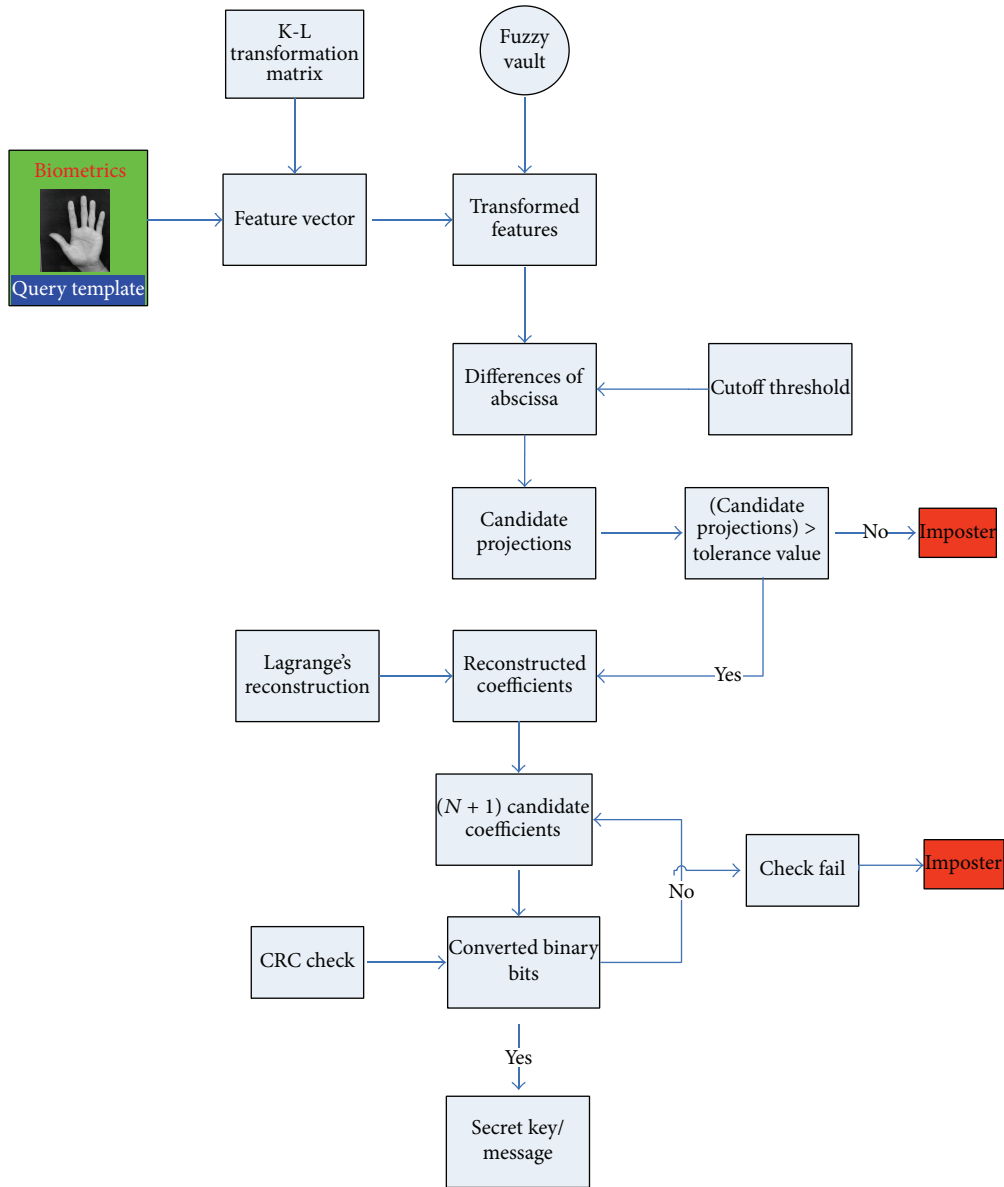 K-L
transformation
matrix
Fuzzy
vault
Biometrics
Query template
Feature vector
Transformed
features
Differences of
abscissa
Cutoff threshold
Candidate
projections
(Candidate
projections) >
tolerance value
No
Imposter
Lagrange's
reconstruction
Reconstructed
coefficients
Yes
(N + 1) candidate
coefficients
No
Check fail
Imposter
CRC check
Converted binary
bits
Yes
Secret key/
message